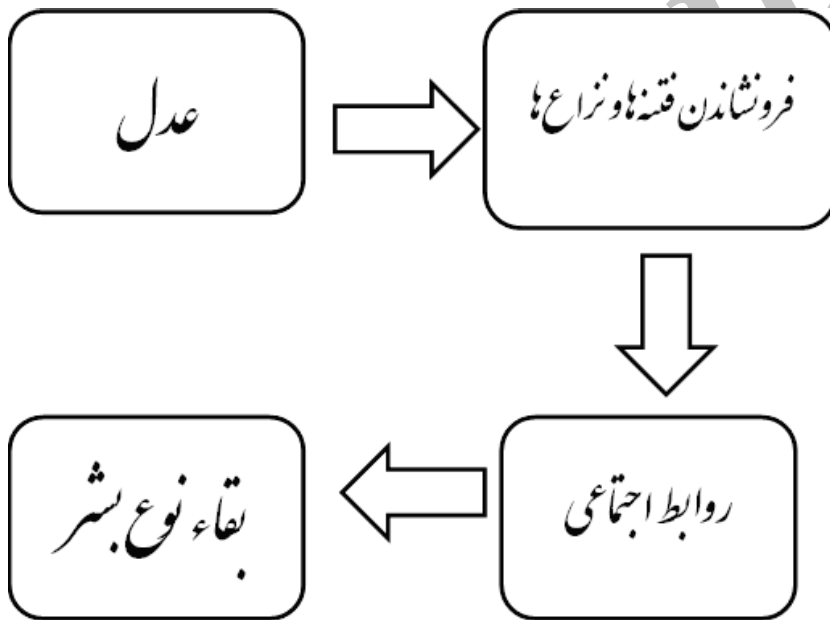 عدل
فرونشاندن فتنه‌ها و نزاع‌ها
روابط اجتماعی
بقاء نوع بشر